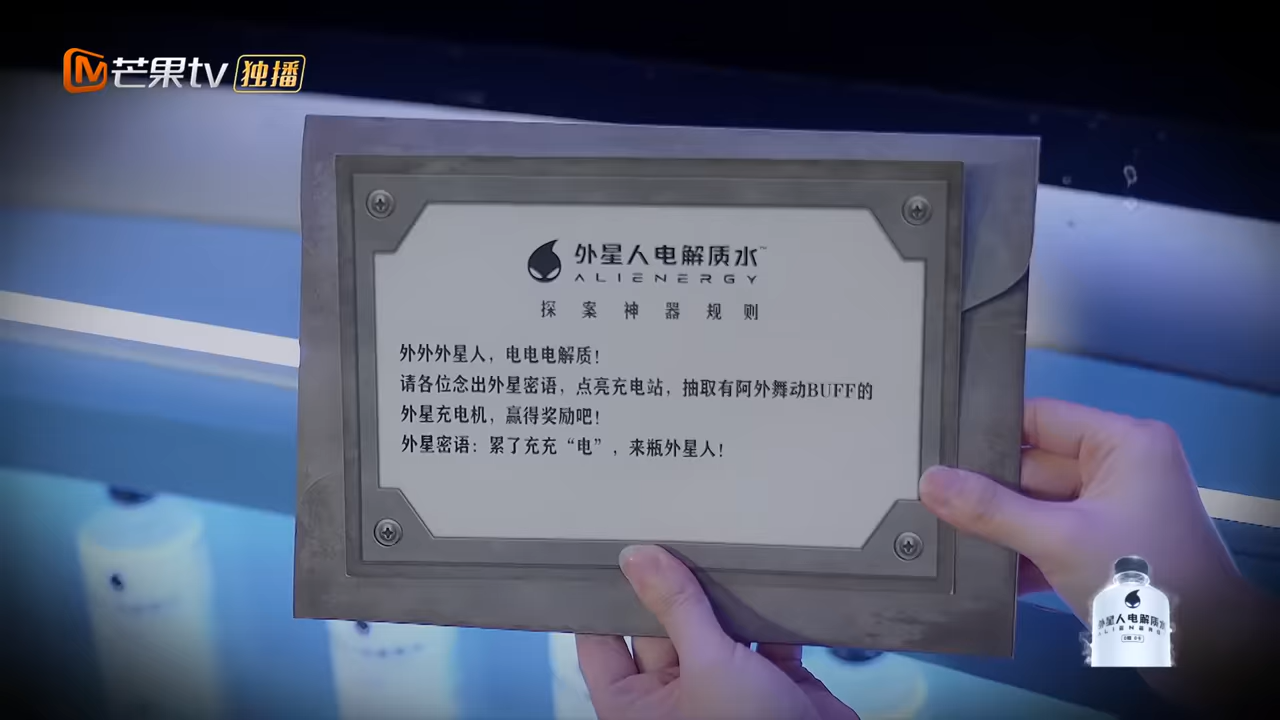 芒果tv 独播
外星人电解质水™
ALIENERGY
探案神器规则
外外外星人，电电电解质！
请各位念出外星密语，点亮充电站，抽取有阿外舞动BUFF的
外星充电机，赢得奖励吧！
外星密语：累了充充“电”，来瓶外星人！
外星人电解质水
ALIENERGY